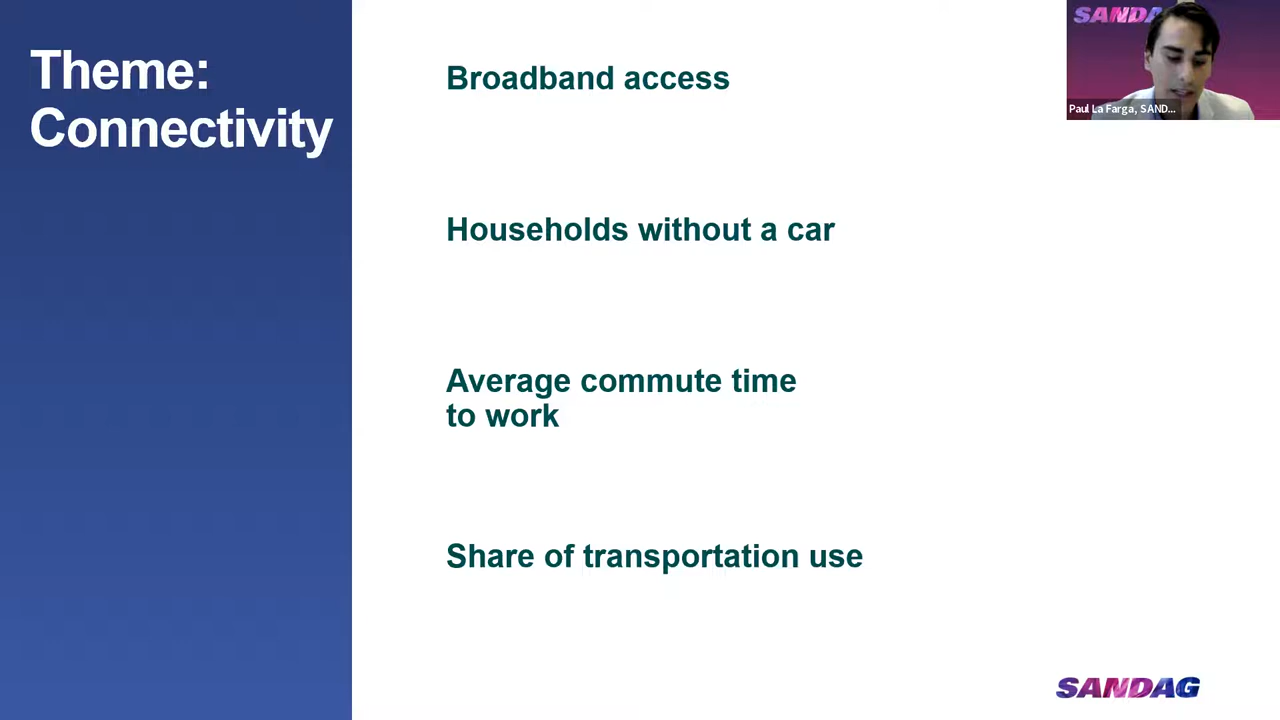 Theme:
Connectivity
Broadband access
Households without a car
Average commute time
to work
Share of transportation use
SANDAG
Paul La Farga, SAND...
SANDAG